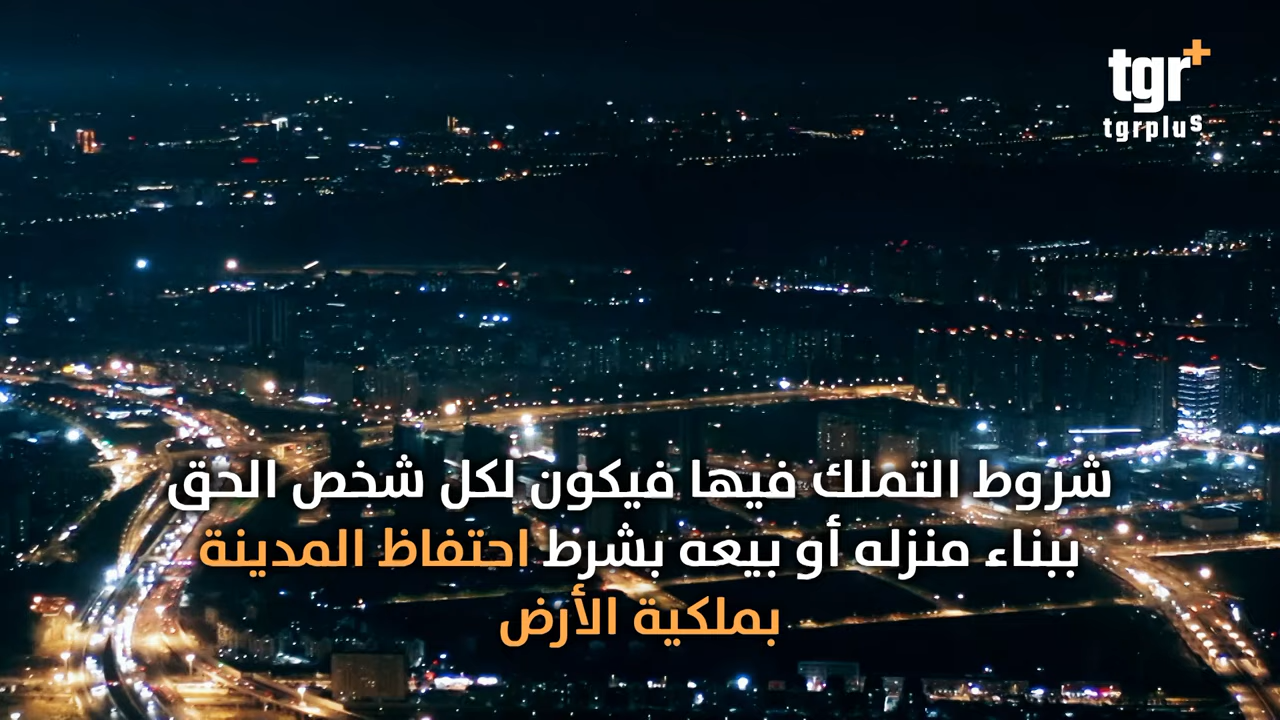 tgr+
tgrplus
شروط التملك فيها فيكون لكل شخص الحق
ببناء منزله أو بيعه بشرط احتفاظ المدينة
بملكية الأرض